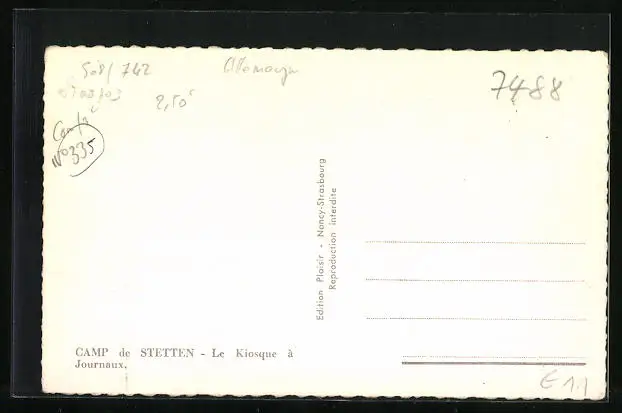 508/ 742
Allemagn
7488
2,50
Camp
N° 335
Edition Plaisir - Nancy-Strasbourg
Reproduction interdite
CAMP de STETTEN - Le Kiosque à
Journaux.
E 11